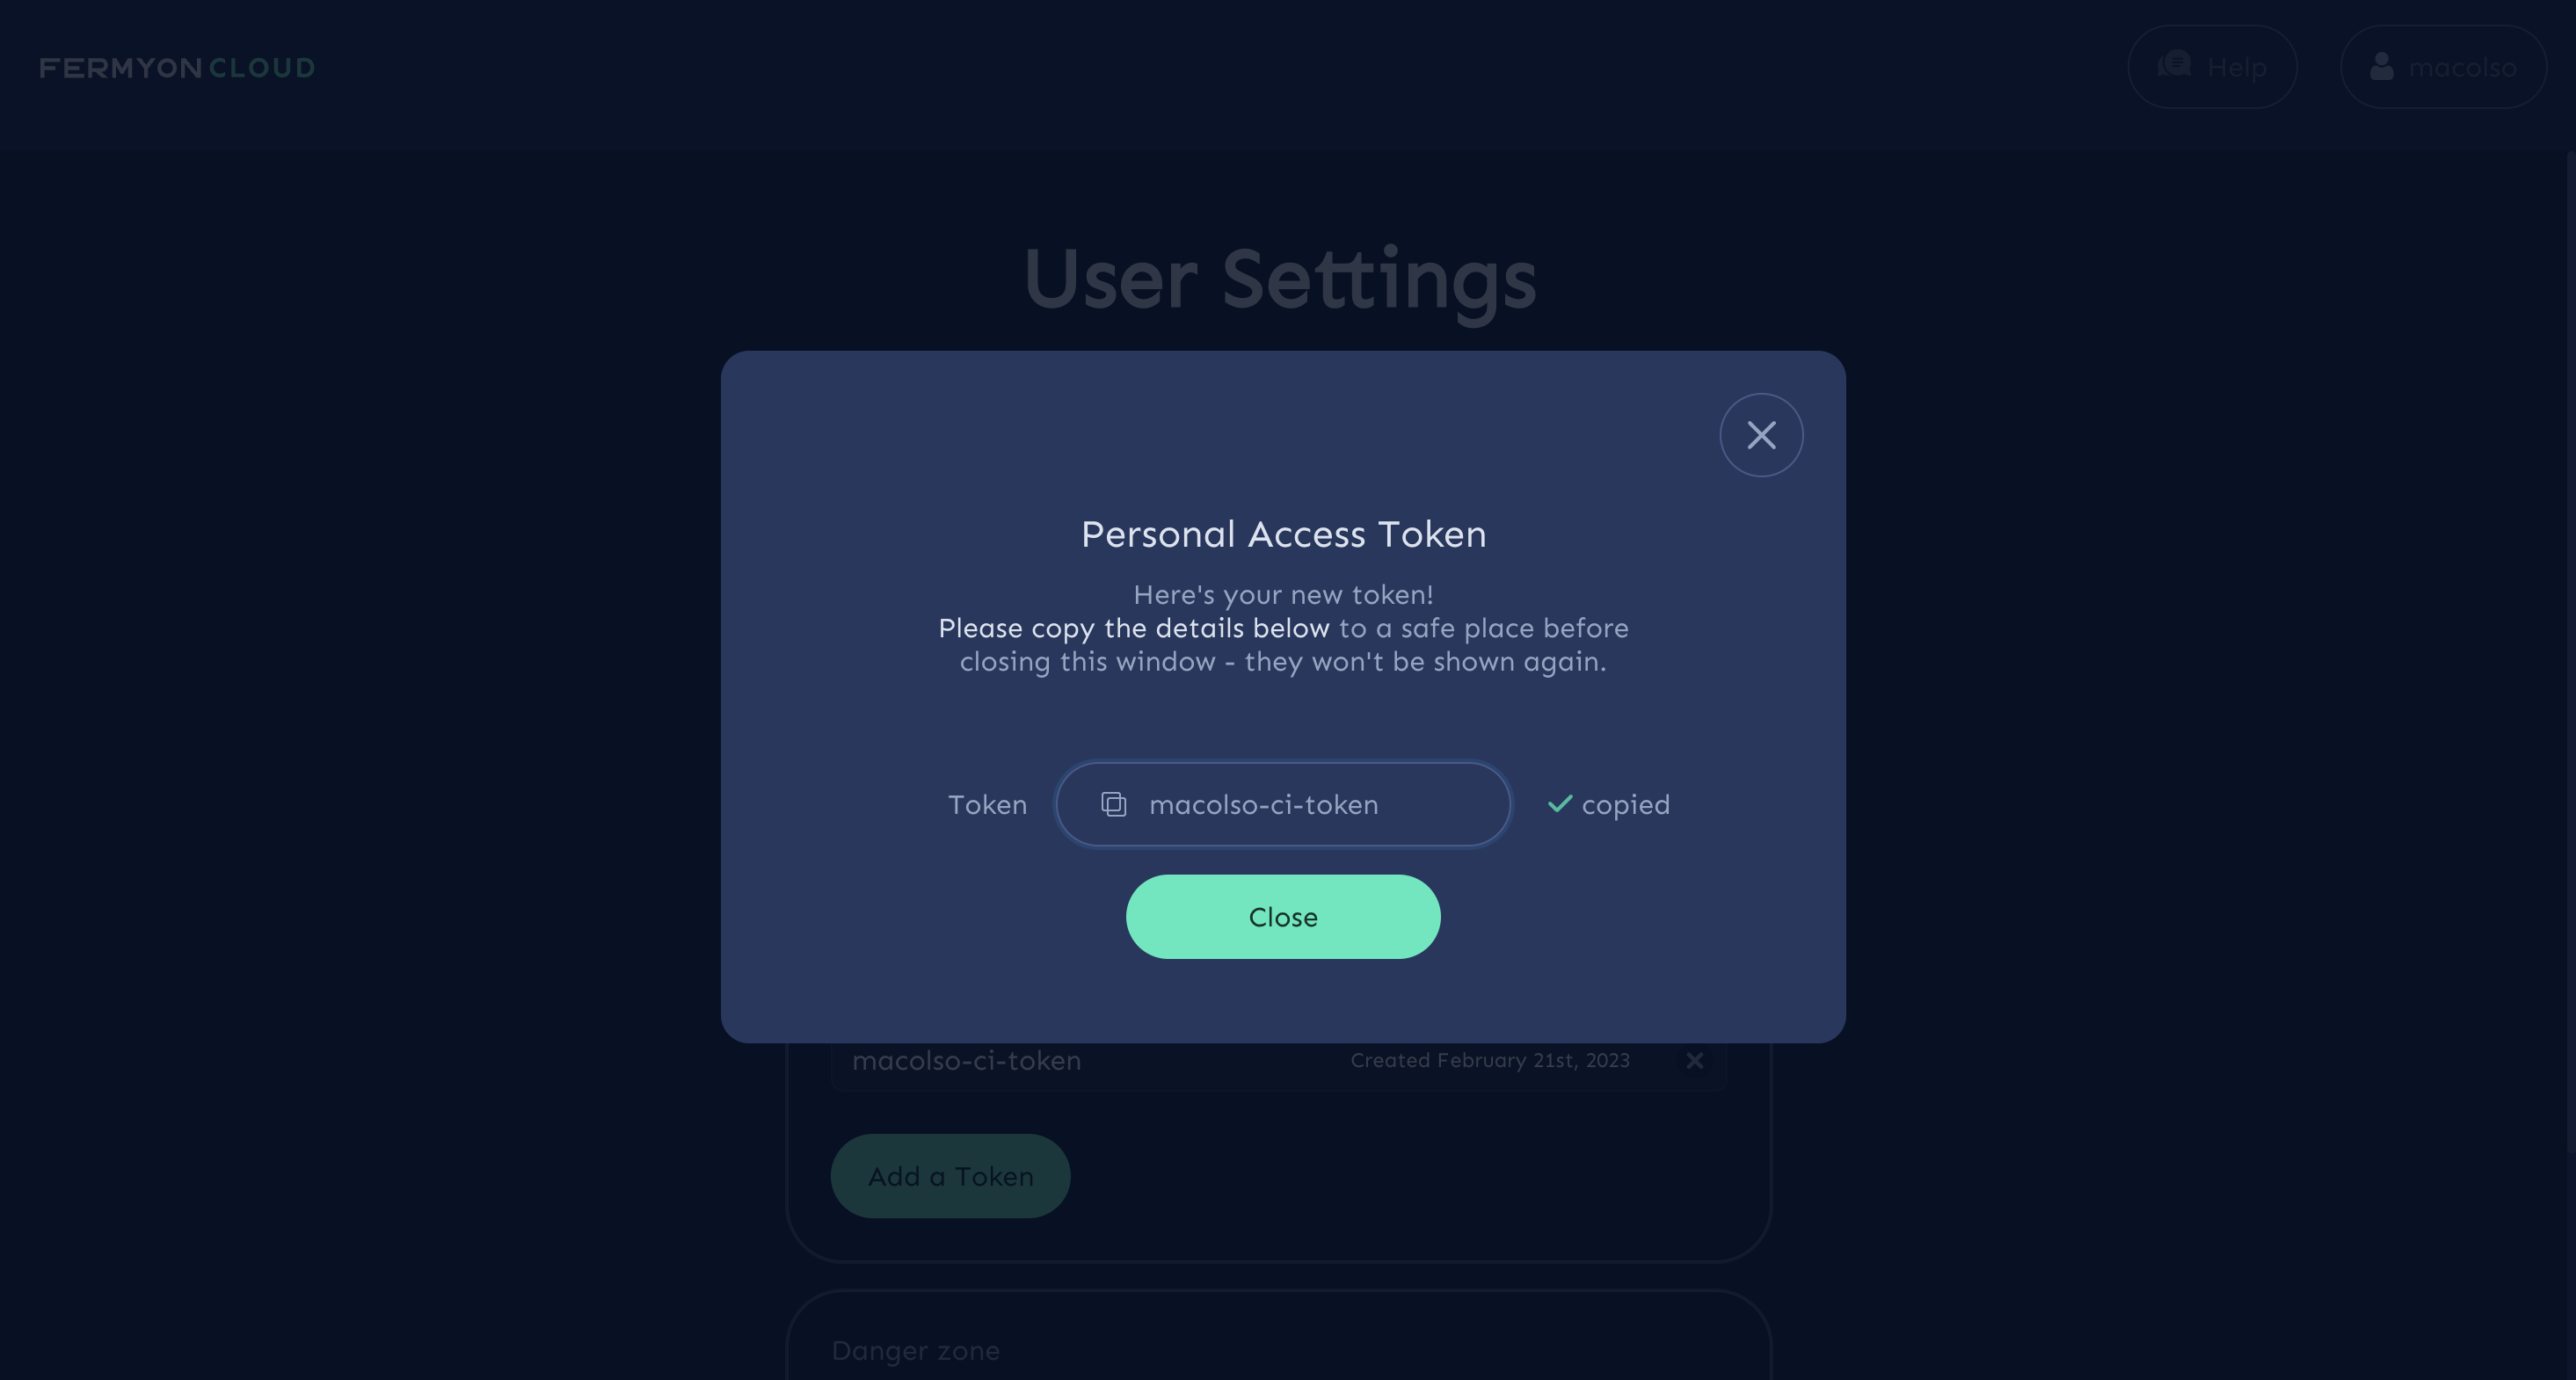 FERMYON CLOUD
Help
macolso
User Settings
Personal Access Token
Here's your new token!
Please copy the details below to a safe place before
closing this window - they won't be shown again.
Token macolso-ci-token copied
Close
macolso-ci-token Created February 21st, 2023
Add a Token
Danger zone